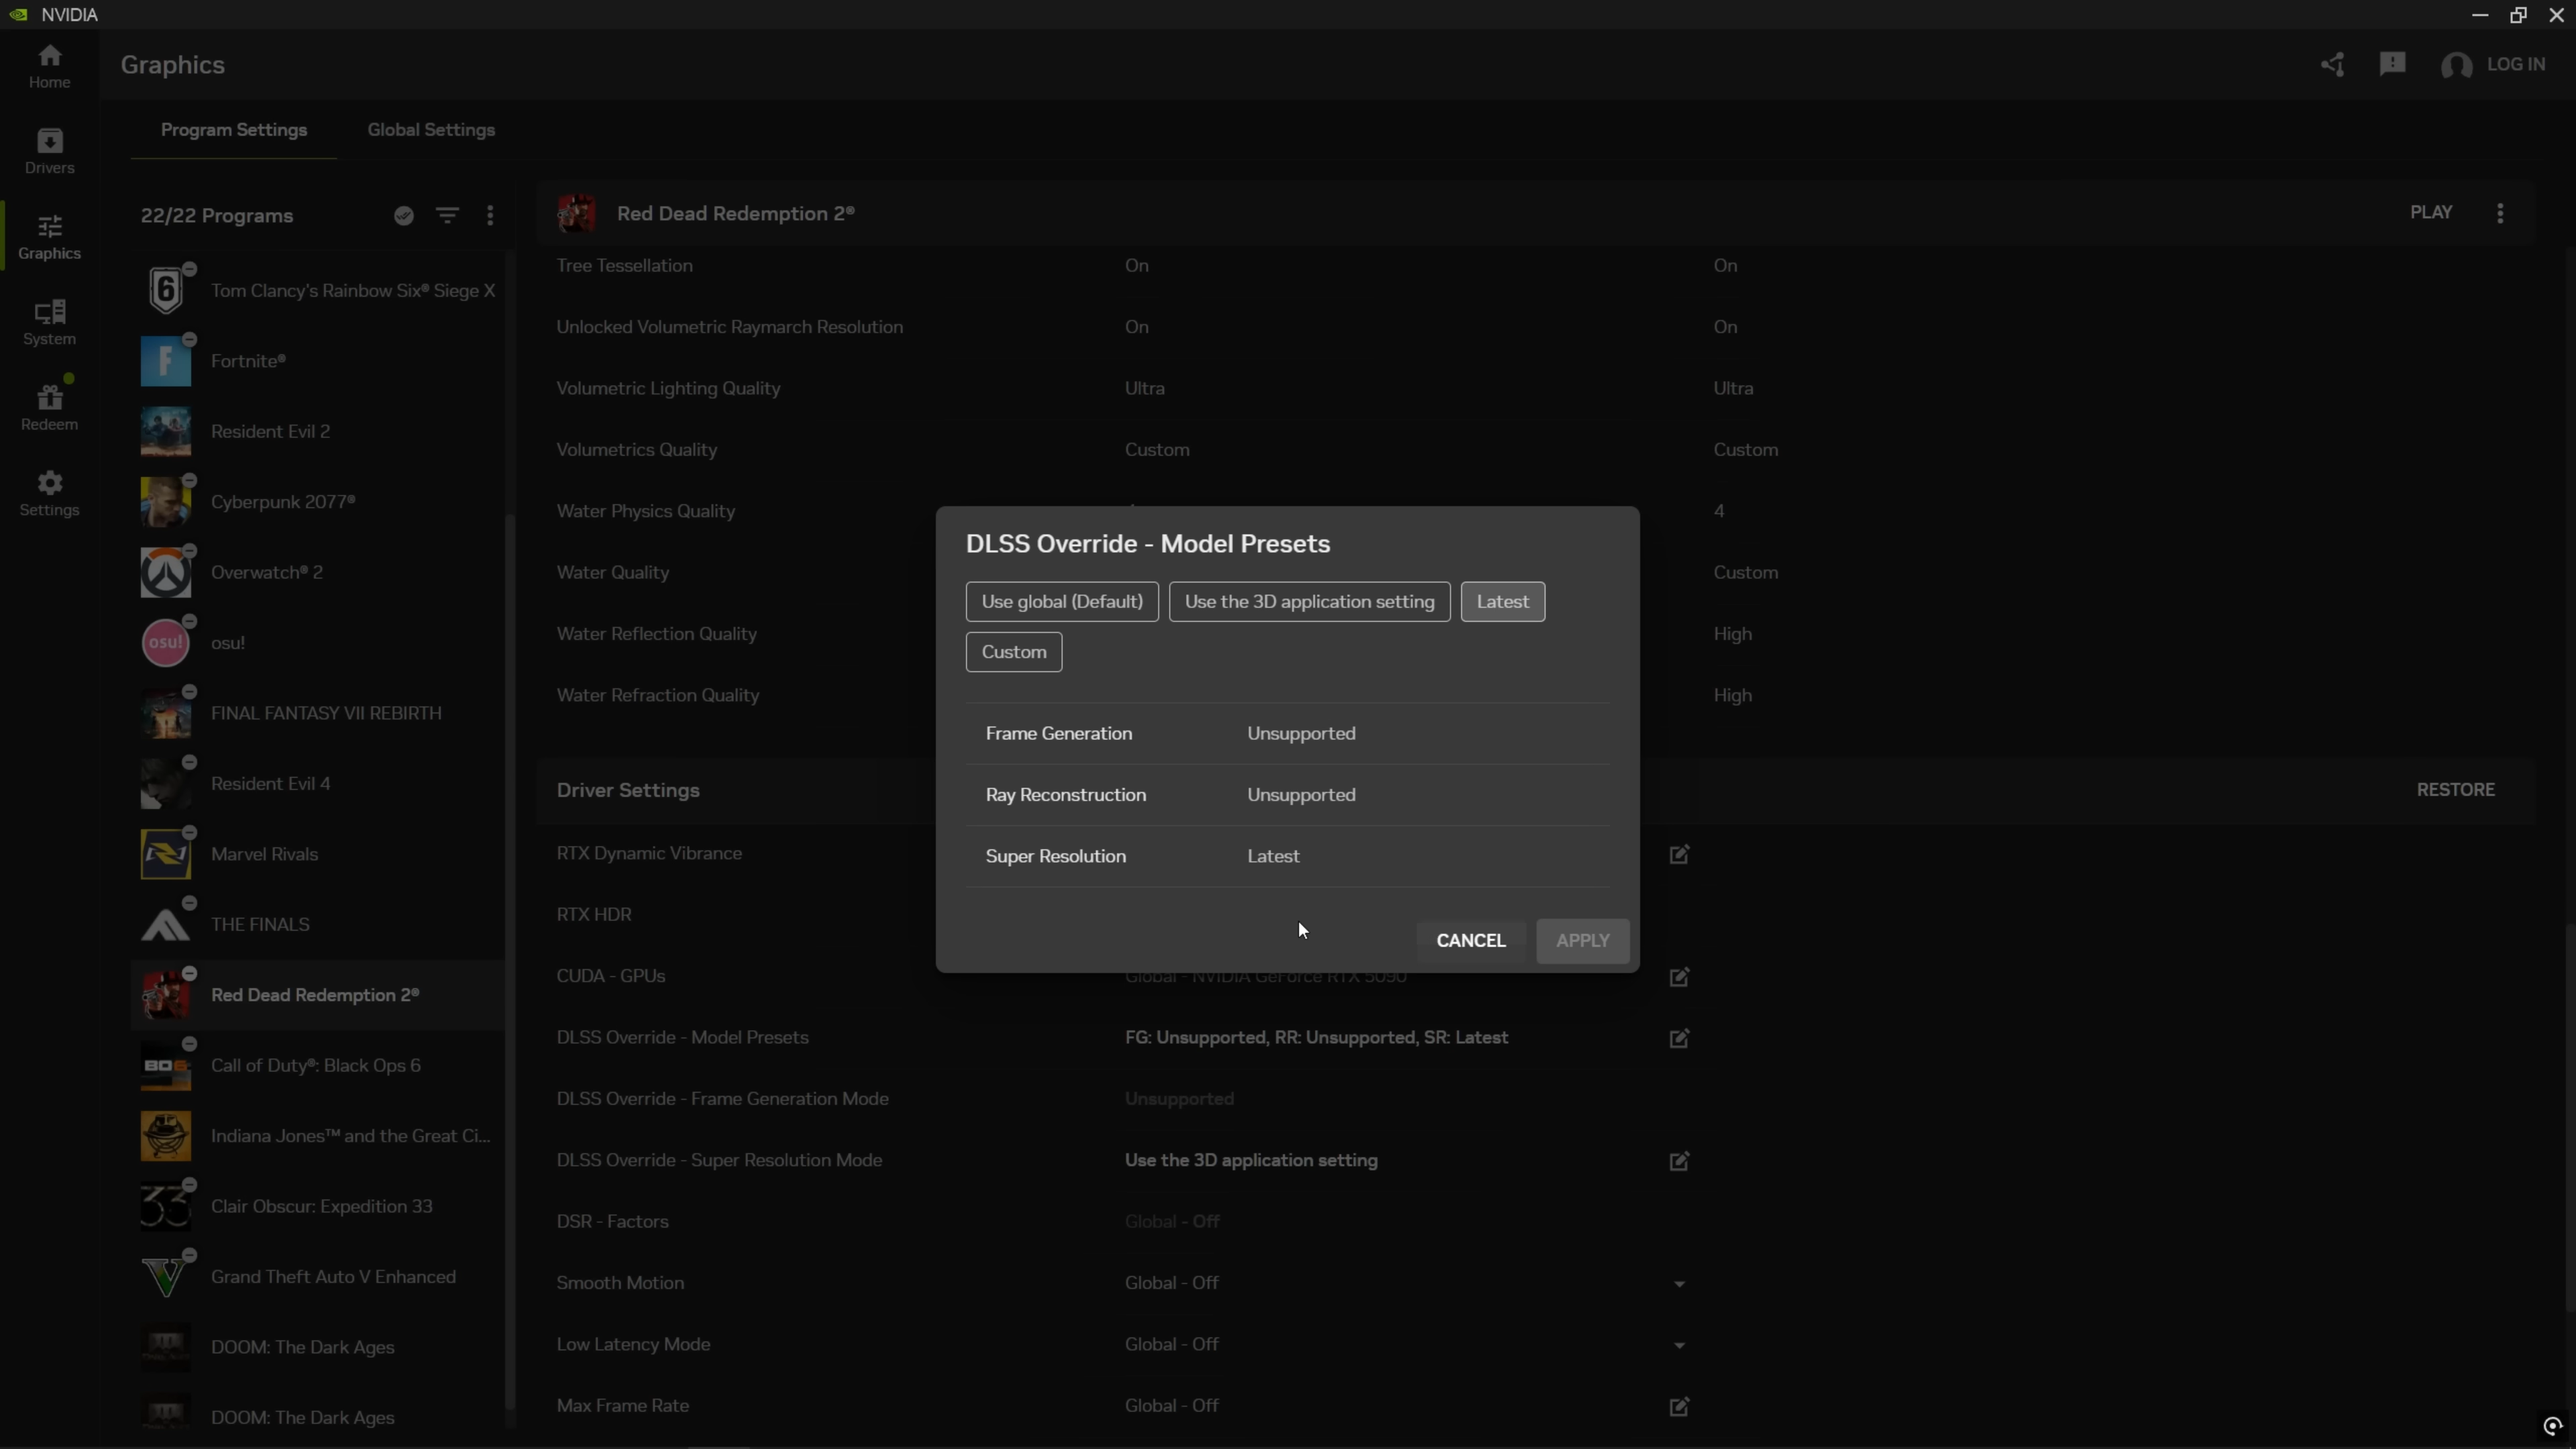 NVIDIA
Home
Drivers
Graphics
System
Redeem
Settings
Graphics
LOG IN
Program Settings Global Settings
22/22 Programs
Tom Clancy's Rainbow Six® Siege X
Fortnite®
Resident Evil 2
Cyberpunk 2077®
Overwatch® 2
osu!
osu!
FINAL FANTASY VII REBIRTH
Resident Evil 4
Marvel Rivals
THE FINALS
Red Dead Redemption 2®
BO6
Call of Duty®: Black Ops 6
Indiana Jones™ and the Great Ci...
33
Clair Obscur: Expedition 33
Grand Theft Auto V Enhanced
DOOM: The Dark Ages
DOOM: The Dark Ages
Red Dead Redemption 2®
PLAY
Tree Tessellation On On
Unlocked Volumetric Raymarch Resolution On On
Volumetric Lighting Quality Ultra Ultra
Volumetrics Quality Custom Custom
Water Physics Quality 4
Water Quality Custom
Water Reflection Quality High
Water Refraction Quality High
Driver Settings RESTORE
RTX Dynamic Vibrance
RTX HDR
CUDA - GPUs Global - NVIDIA GeForce RTX 5090
DLSS Override - Model Presets FG: Unsupported, RR: Unsupported, SR: Latest
DLSS Override - Frame Generation Mode Unsupported
DLSS Override - Super Resolution Mode Use the 3D application setting
DSR - Factors Global - Off
Smooth Motion Global - Off
Low Latency Mode Global - Off
Max Frame Rate Global - Off
DLSS Override - Model Presets
Use global (Default) Use the 3D application setting Latest
Custom
Frame Generation Unsupported
Ray Reconstruction Unsupported
Super Resolution Latest
CANCEL APPLY